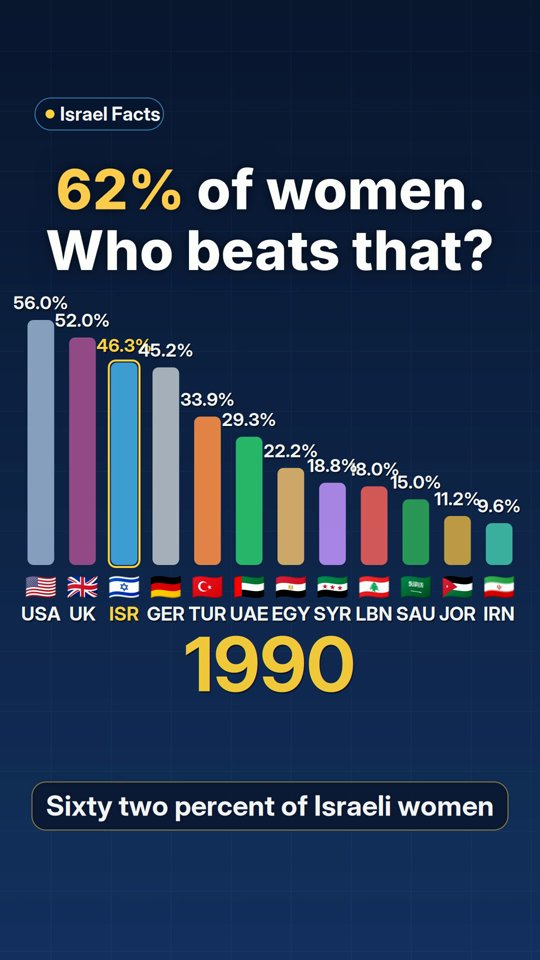 Israel Facts
62% of women.
Who beats that?
56.0%
52.0%
46.3%
45.2%
33.9%
29.3%
22.2%
18.8%
18.0%
15.0%
11.2%
9.6%
USA UK ISR GER TUR UAE EGY SYR LBN SAU JOR IRN
1990
Sixty two percent of Israeli women